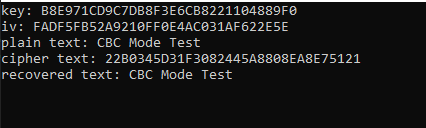 key: B8E971CD9C7DB8F3E6CB8221104889F0
iv: FADF5FB52A9210FF0E4AC031AF622E5E
plain text: CBC Mode Test
cipher text: 22B0345D31F3082445A8808EA8E75121
recovered text: CBC Mode Test